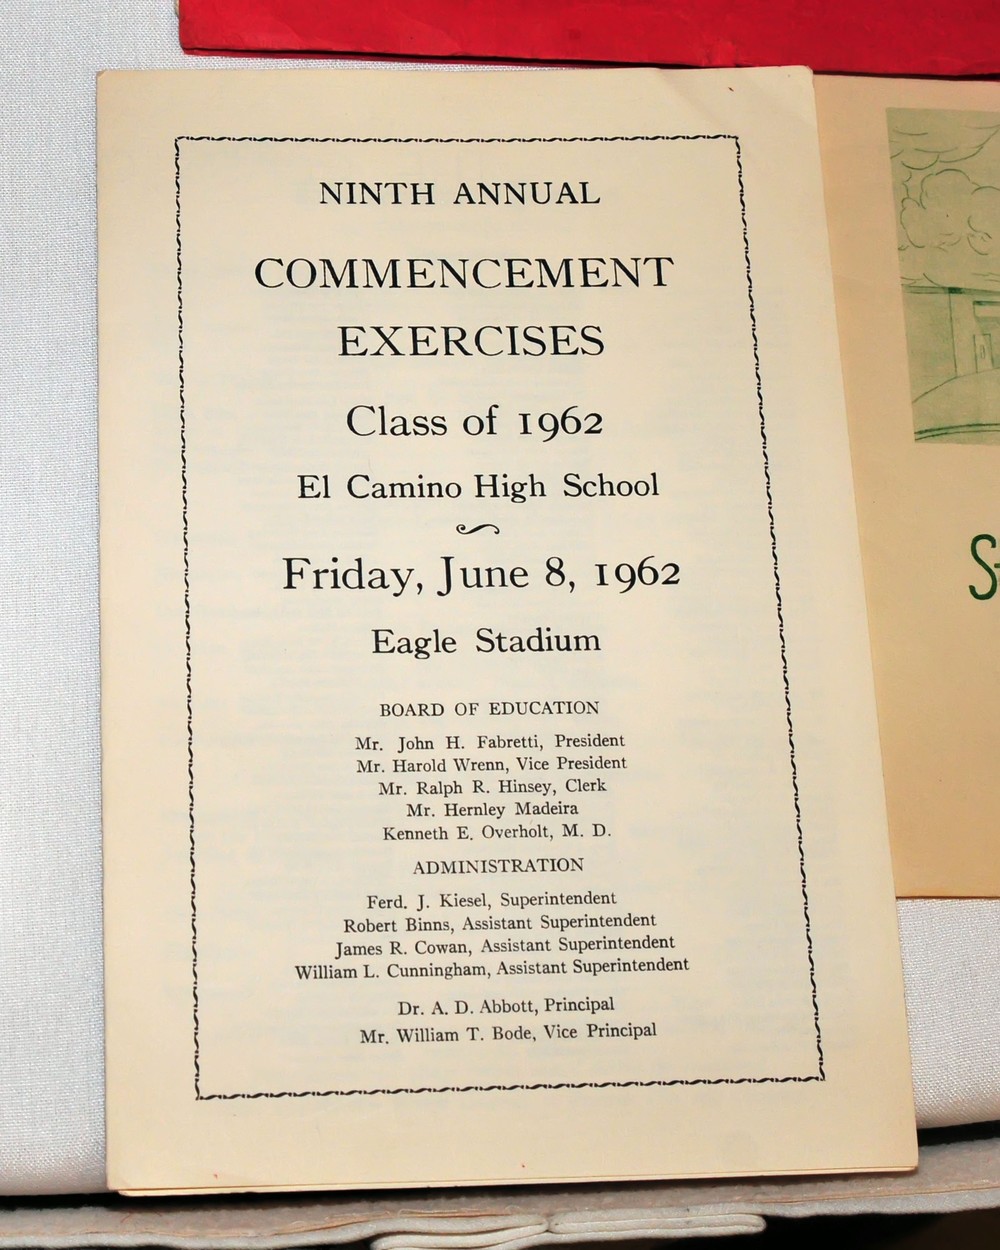 NINTH ANNUAL
COMMENCEMENT
EXERCISES
Class of 1962
El Camino High School
Friday, June 8, 1962
Eagle Stadium
BOARD OF EDUCATION
Mr. John H. Fabretti, President
Mr. Harold Wrenn, Vice President
Mr. Ralph R. Hinsey, Clerk
Mr. Hernley Madeira
Kenneth E. Overholt, M. D.
ADMINISTRATION
Ferd. J. Kiesel, Superintendent
Robert Binns, Assistant Superintendent
James R. Cowan, Assistant Superintendent
William L. Cunningham, Assistant Superintendent
Dr. A. D. Abbott, Principal
Mr. William T. Bode, Vice Principal